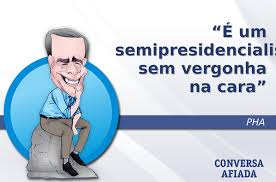 “É um
semipresidencialis
sem vergonha
na cara”
PHA
CONVERSA
AFIADA